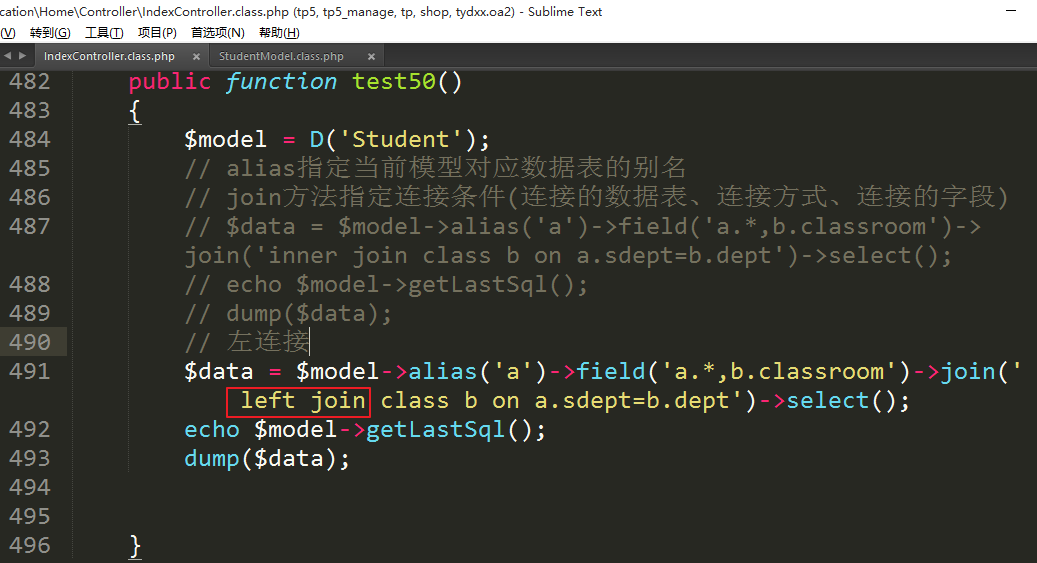 cation\Home\Controller\IndexController.class.php (tp5, tp5_manage, tp, shop, tydxx.oa2) - Sublime Text
(V) 转到(G) 工具(T) 项目(P) 首选项(N) 帮助(H)
IndexController.class.php × StudentModel.class.php ×
482 public function test50()
483 {
484 $model = D('Student');
485 // alias指定当前模型对应数据表的别名
486 // join方法指定连接条件(连接的数据表、连接方式、连接的字段)
487 // $data = $model->alias('a')->field('a.*,b.classroom')->
join('inner join class b on a.sdept=b.dept')->select();
488 // echo $model->getLastSql();
489 // dump($data);
490 // 左连接
491 $data = $model->alias('a')->field('a.*,b.classroom')->join('
left join class b on a.sdept=b.dept')->select();
492 echo $model->getLastSql();
493 dump($data);
494
495
496 }